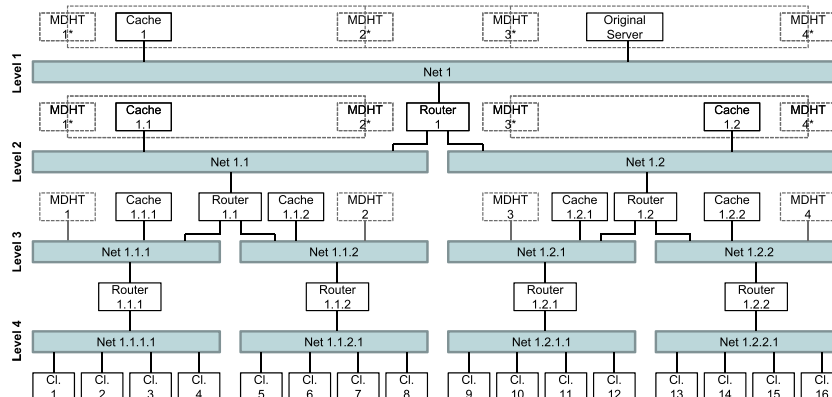 MDHT
1*
Cache
1
MDHT
2*
MDHT
3*
Original
Server
MDHT
4*
Level 1
Net 1
MDHT
1*
Cache
1.1
MDHT
2*
Router
1
MDHT
3*
Cache
1.2
MDHT
4*
Level 2
Net 1.1
Net 1.2
MDHT
1
Cache
1.1.1
Router
1.1
Cache
1.1.2
MDHT
2
MDHT
3
Cache
1.2.1
Router
1.2
Cache
1.2.2
MDHT
4
Level 3
Net 1.1.1
Net 1.1.2
Net 1.2.1
Net 1.2.2
Router
1.1.1
Router
1.1.2
Router
1.2.1
Router
1.2.2
Level 4
Net 1.1.1.1
Net 1.1.2.1
Net 1.2.1.1
Net 1.2.2.1
Cl.
1
Cl.
2
Cl.
3
Cl.
4
Cl.
5
Cl.
6
Cl.
7
Cl.
8
Cl.
9
Cl.
10
Cl.
11
Cl.
12
Cl.
13
Cl.
14
Cl.
15
Cl.
16